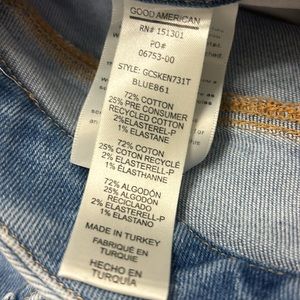 GOOD AMERICAN
RN# 151301
PO#
06753-00
STYLE: GCSKEN731T
BLUE861
72% COTTON
25% PRE CONSUMER
RECYCLED COTTON
2% ELASTEREL-P
1% ELASTANE
72% COTON
25% COTON RECYCLÉ
2% ELASTERELL-P
1% ELASTHANNE
72% ALGODÓN
25% ALGODÓN
RECICLADO
2% ELASTERELL-P
1% ELASTANO
MADE IN TURKEY
FABRIQUÉ EN
TURQUIE
HECHO EN
TURQUÍA